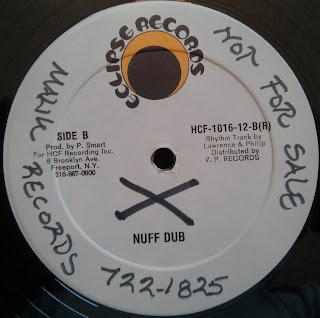 ECLIPSE RECORDS
NOT FOR SALE
MANIC RECORDS
722-1825
SIDE B
Prod. by P. Smart
For HCF Recording Inc.
6 Brooklyn Ave.
Freeport, N.Y.
516-867-0900
HCF-1016-12-B(R)
Rhythm Track by
Lawrence & Philip
Distributed by
V. P. RECORDS
NUFF DUB